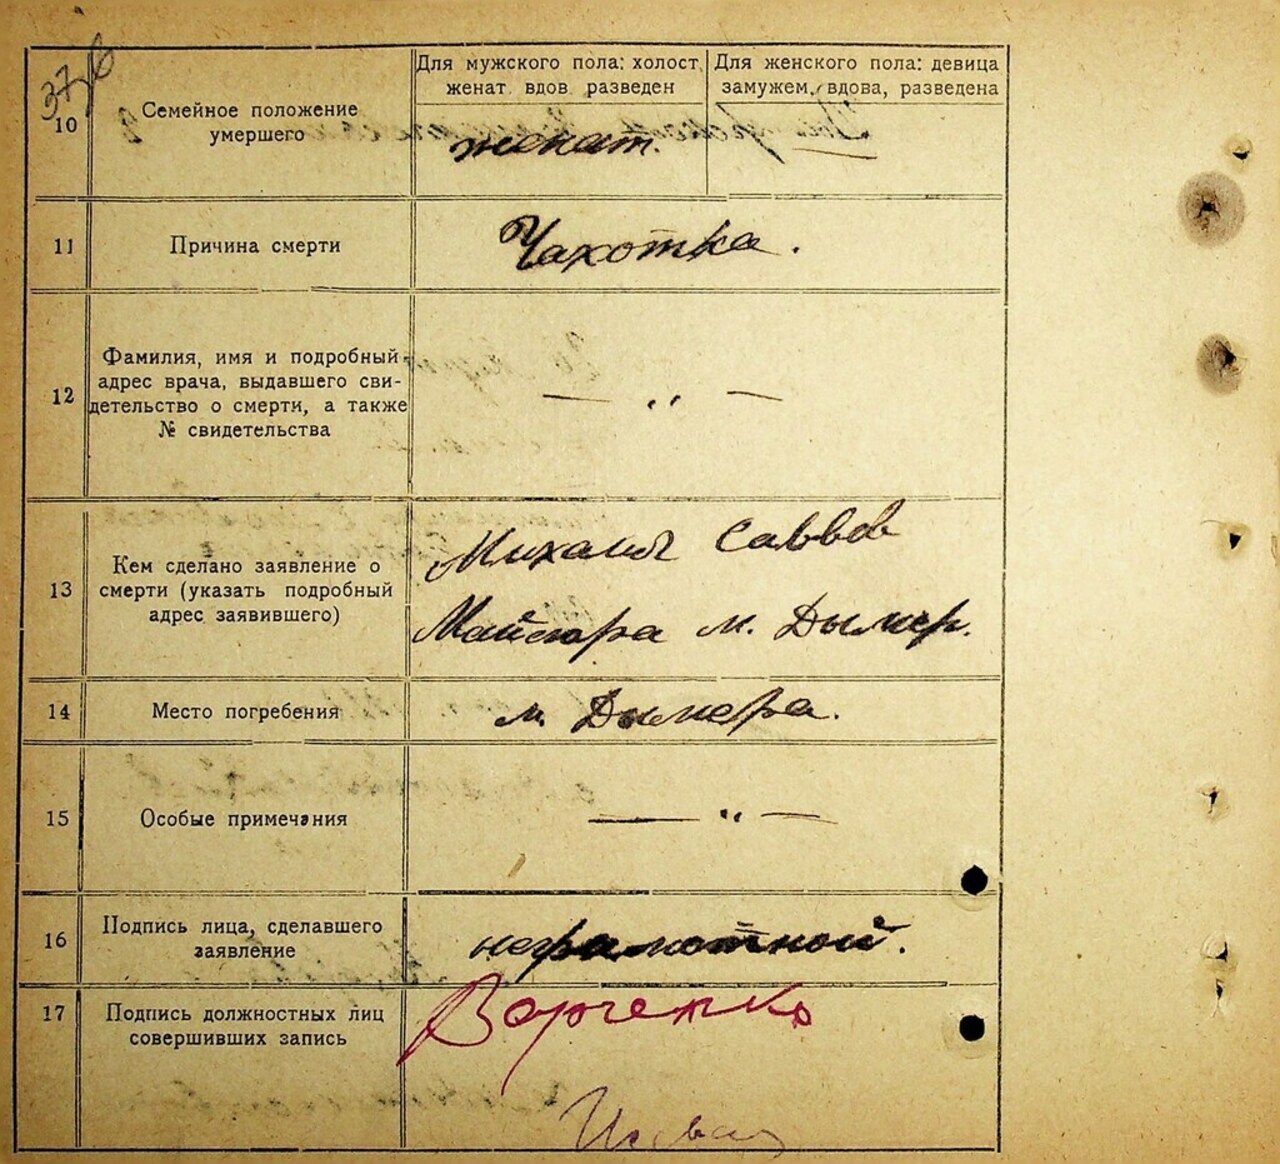 37
Для мужского пола: холост,
женат вдов разведен
Для женского пола: девица
замужем, вдова, разведена
10
Семейное положение
умершего
женат.
11
Причина смерти
Чахотка.
12
Фамилия, имя и подробный
адрес врача, выдавшего сви-
детельство о смерти, а также
№ свидетельства
— „ —
13
Кем сделано заявление о
смерти (указать подробный
адрес заявившего)
Михаил Саввов
м. Дымер.
14
Место погребения
м. Дымера.
15
Особые примечания
— „ —
16
Подпись лица, сделавшего
заявление
неграмотной.
17
Подпись должностных лиц
совершивших запись